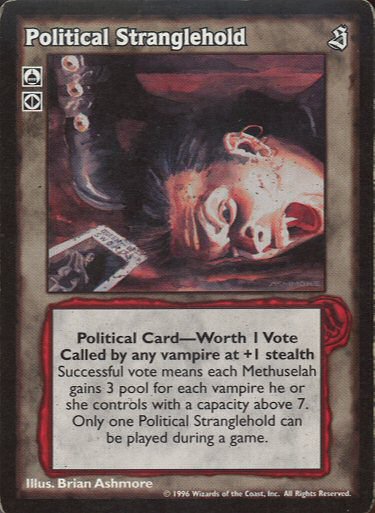 Political Stranglehold
ASHMORE
Political Card—Worth 1 Vote
Called by any vampire at +1 stealth
Successful vote means each Methuselah
gains 3 pool for each vampire he or
she controls with a capacity above 7.
Only one Political Stranglehold can
be played during a game.
Illus. Brian Ashmore
© 1996 Wizards of the Coast, Inc. All Rights Reserved.